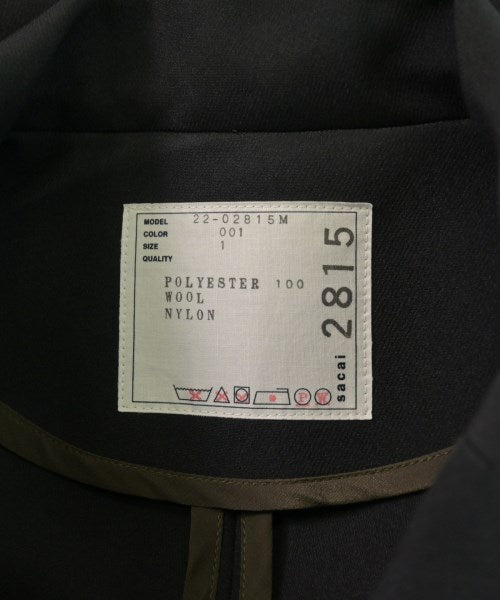 MODEL 22-02815M
COLOR 001
SIZE 1
QUALITY
POLYESTER 100
WOOL
NYLON
sacai 2815
P W